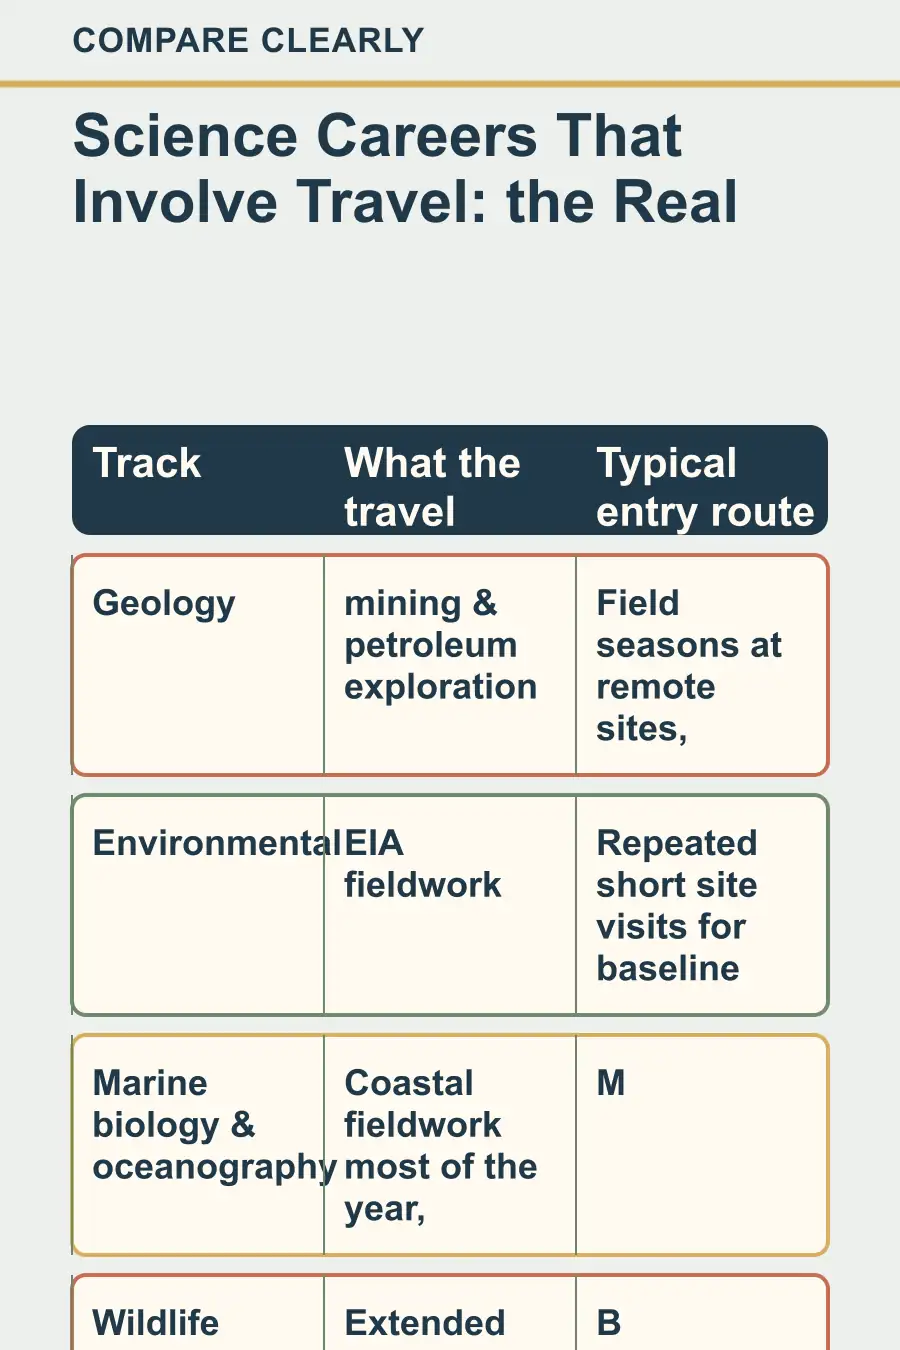 COMPARE CLEARLY
Science Careers That
Involve Travel: the Real
Track
What the
travel
Typical
entry route
Geology
mining &
petroleum
exploration
Field
seasons at
remote
sites,
Environmental
EIA
fieldwork
Repeated
short site
visits for
baseline
Marine
biology &
oceanography
Coastal
fieldwork
most of the
year,
M
Wildlife
Extended
B